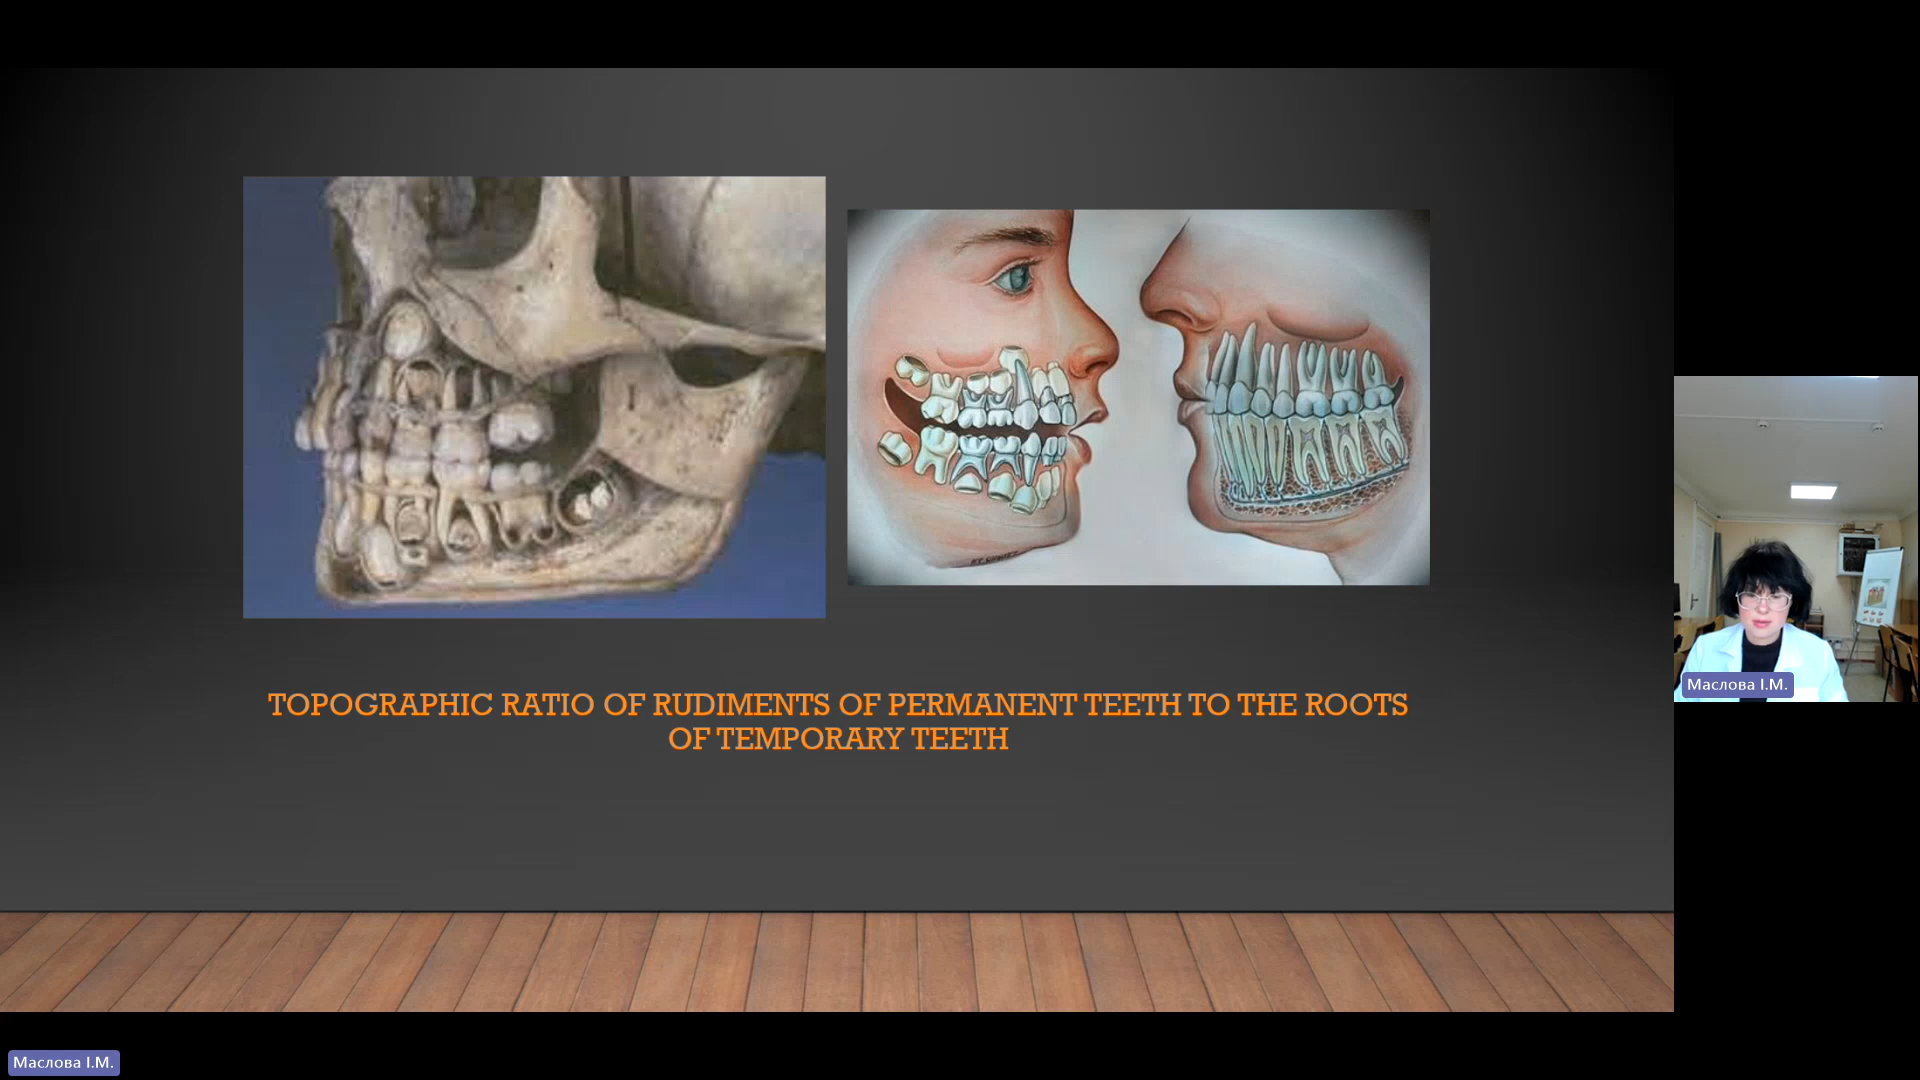 TOPOGRAPHIC RATIO OF RUDIMENTS OF PERMANENT TEETH TO THE ROOTS
OF TEMPORARY TEETH
Маслова І.М.
Маслова І.М.